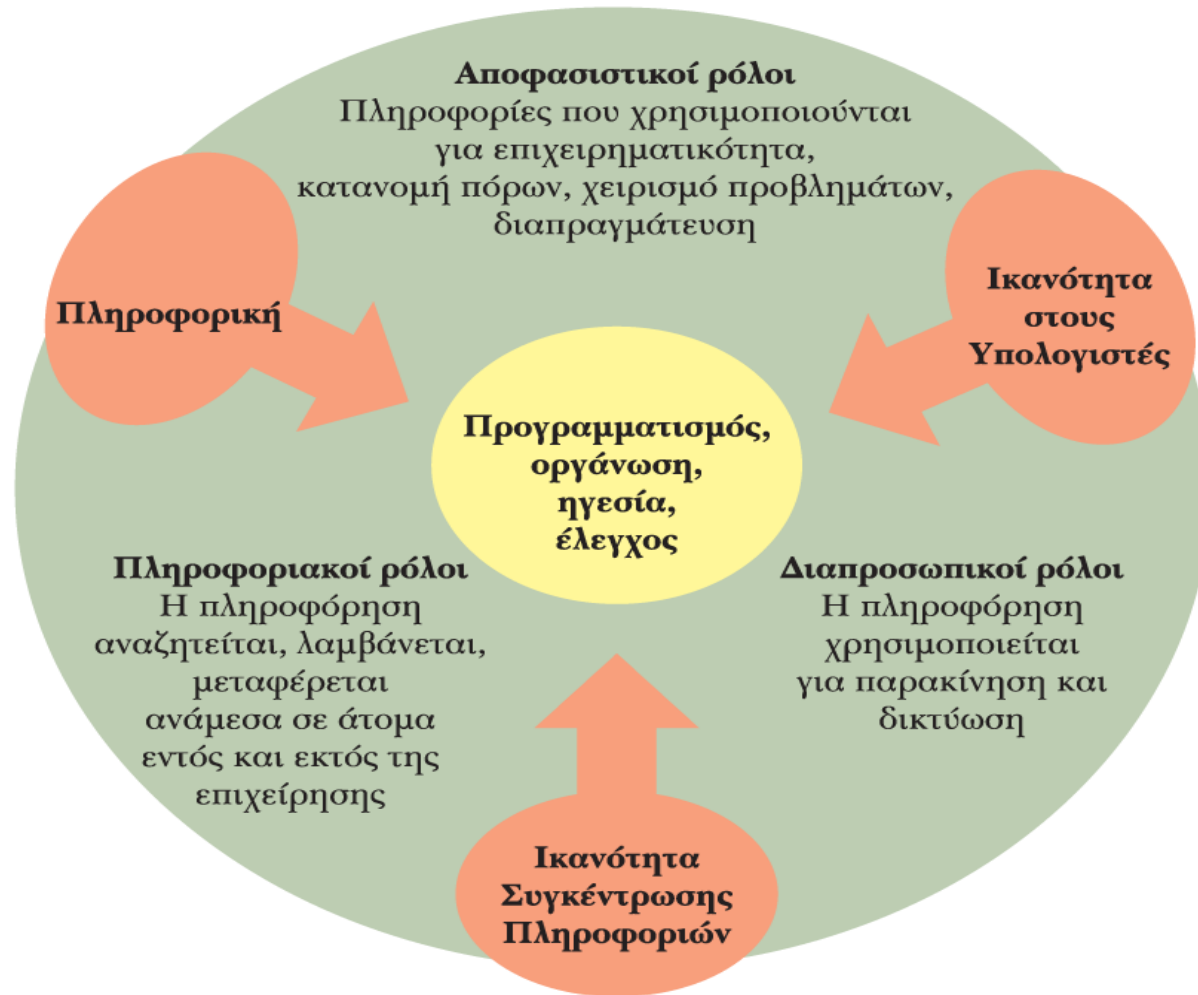 Αποφασιστικοί ρόλοι
Πληροφορίες που χρησιμοποιούνται
για επιχειρηματικότητα,
κατανομή πόρων, χειρισμό προβλημάτων,
διαπραγμάτευση
Πληροφορική
Ικανότητα
στους
Υπολογιστές
Προγραμματισμός,
οργάνωση,
ηγεσία,
έλεγχος
Πληροφοριακοί ρόλοι
Η πληροφόρηση
αναζητείται, λαμβάνεται,
μεταφέρεται
ανάμεσα σε άτομα
εντός και εκτός της
επιχείρησης
Διαπροσωπικοί ρόλοι
Η πληροφόρηση
χρησιμοποιείται
για παρακίνηση και
δικτύωση
Ικανότητα
Συγκέντρωσης
Πληροφοριών